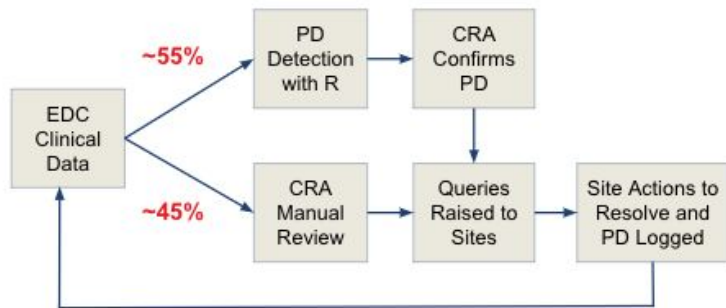 ~55%
PD
Detection
with R
CRA
Confirms
PD
EDC
Clinical
Data
~45%
CRA
Manual
Review
Queries
Raised to
Sites
Site Actions to
Resolve and
PD Logged